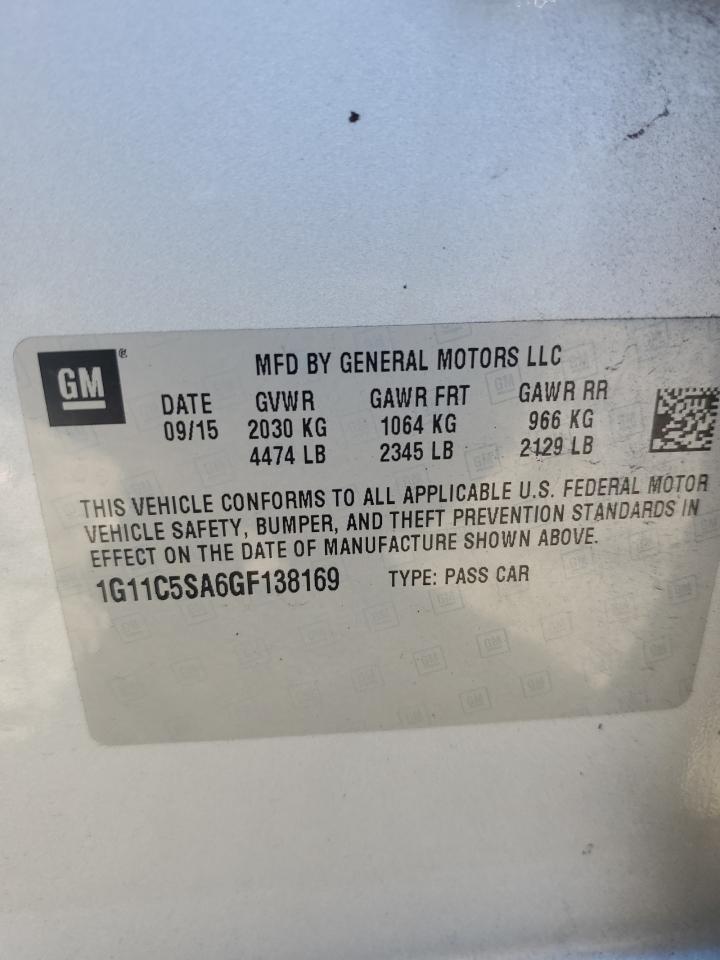 GM ®
MFD BY GENERAL MOTORS LLC
DATE GVWR GAWR FRT GAWR RR
09/15 2030 KG 1064 KG 966 KG
4474 LB 2345 LB 2129 LB
THIS VEHICLE CONFORMS TO ALL APPLICABLE U.S. FEDERAL MOTOR
VEHICLE SAFETY, BUMPER, AND THEFT PREVENTION STANDARDS IN
EFFECT ON THE DATE OF MANUFACTURE SHOWN ABOVE.
1G11C5SA6GF138169 TYPE: PASS CAR